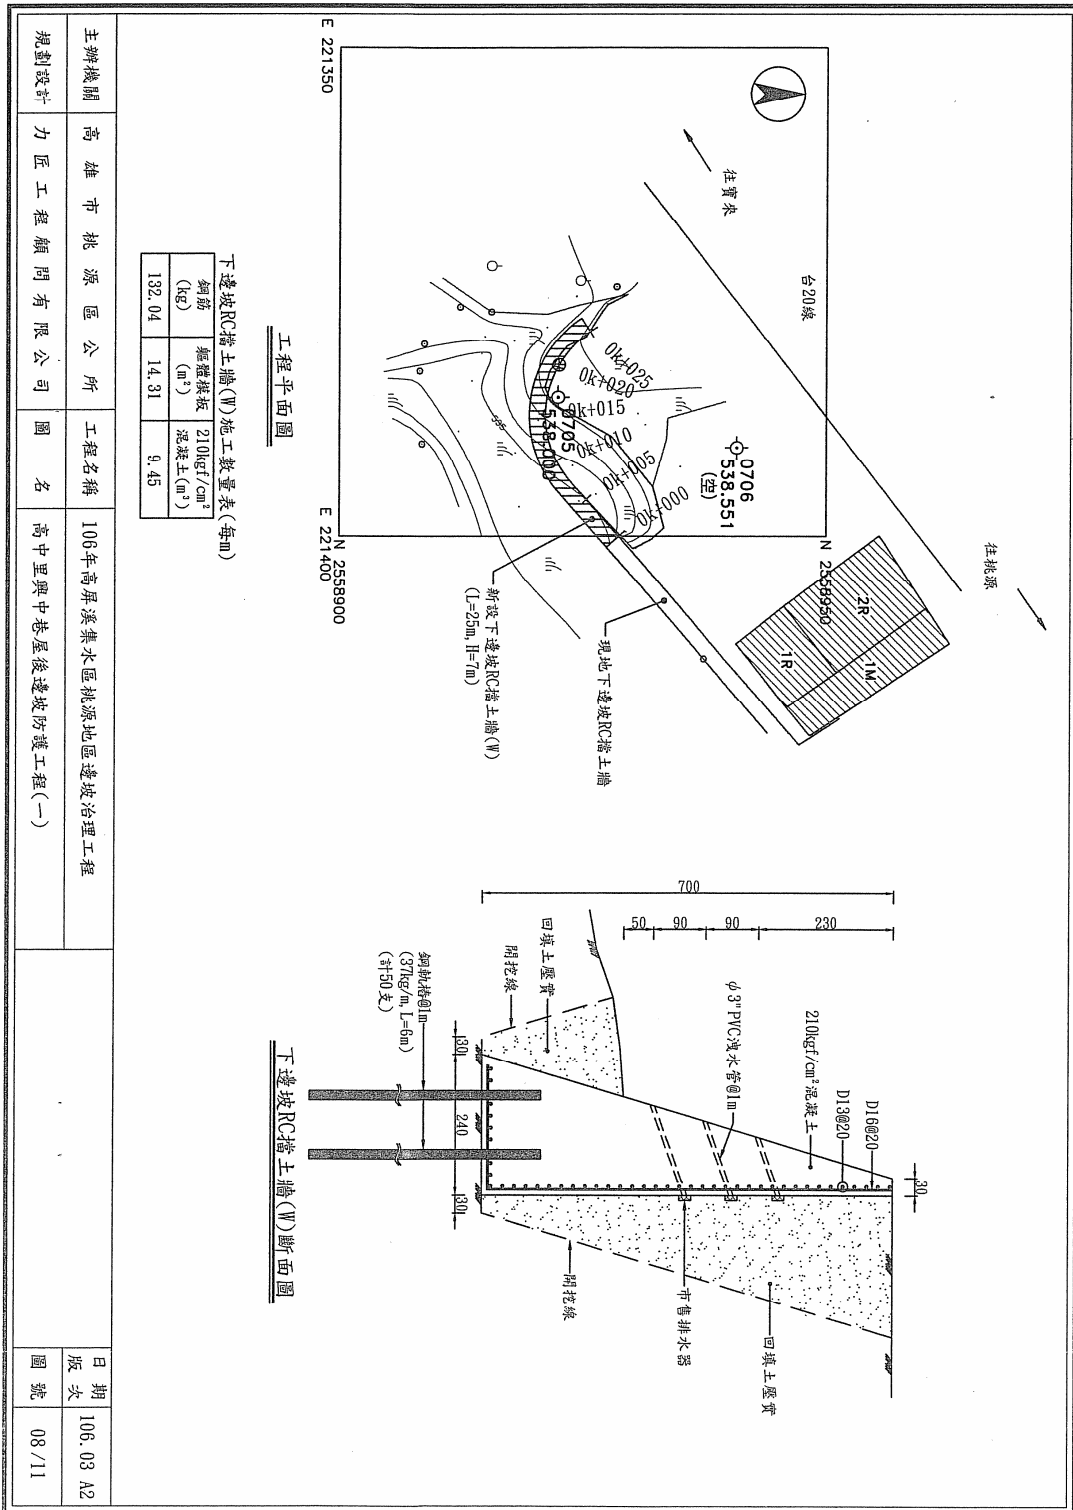 台20線
往寶來
往桃源
N 2558950
N 2558900
E 221350
E 221400
0706
538.551
(空)
0705
538.000
0k+025
0k+020
0k+015
0k+010
0k+005
0k+000
535
2R
1M
1R
現地下邊坡RC擋土牆
新設下邊坡RC擋土牆(W)
(L=25m, H=7m)
工程平面圖
下邊坡RC擋土牆(W)施工數量表(每m)
鋼筋
(kg)
軀體模板
(m²)
210kgf/cm²
混凝土(m³)
132.04
14.31
9.45
700
230
90
90
50
30
D16@20
D13@20
210kgf/cm²混凝土
φ3"PVC洩水管@1m
回填土壓實
開挖線
回填土壓實
市售排水器
開挖線
鋼軌樁@1m
(37kg/m, L=6m)
(計50支)
30
240
30
下邊坡RC擋土牆(W)斷面圖
主辦機關
高雄市桃源區公所
工程名稱
106年高屏溪集水區桃源地區邊坡治理工程
日期
版次
106.03 A2
規劃設計
力匠工程顧問有限公司
圖名
高中里興中巷屋後邊坡防護工程(一)
圖號
08/11